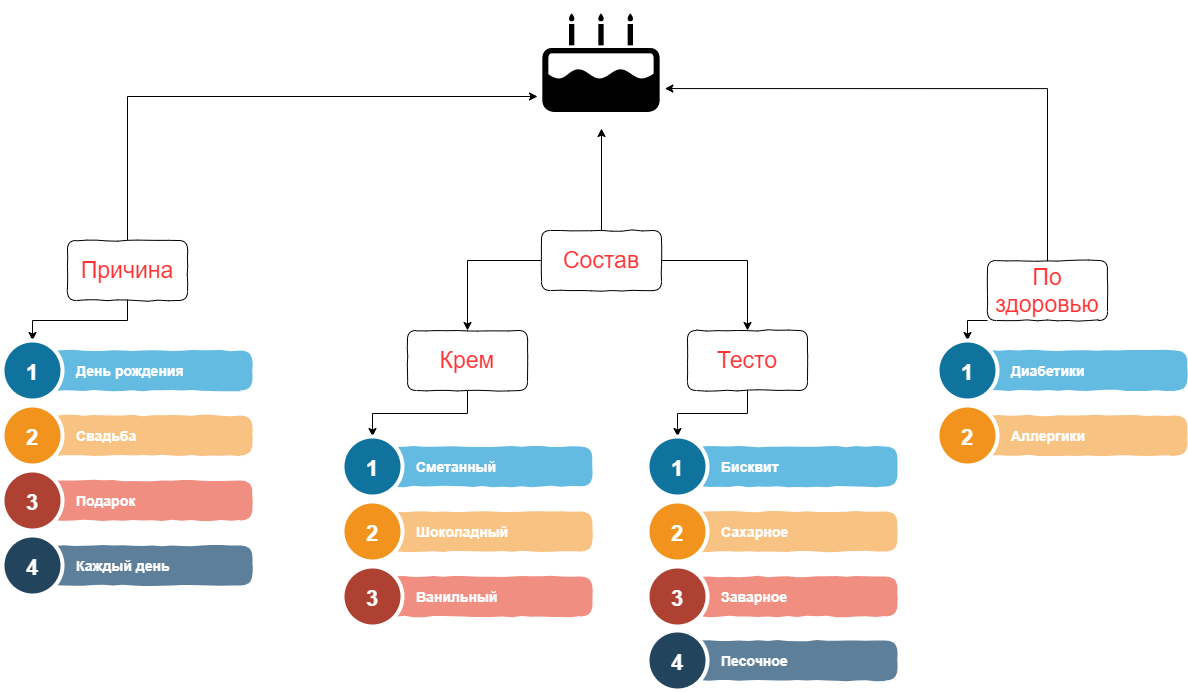 Причина
1
День рождения
2
Свадьба
3
Подарок
4
Каждый день
Состав
Крем
1
Сметанный
2
Шоколадный
3
Ванильный
Тесто
1
Бисквит
2
Сахарное
3
Заварное
4
Песочное
По
здоровью
1
Диабетики
2
Аллергики